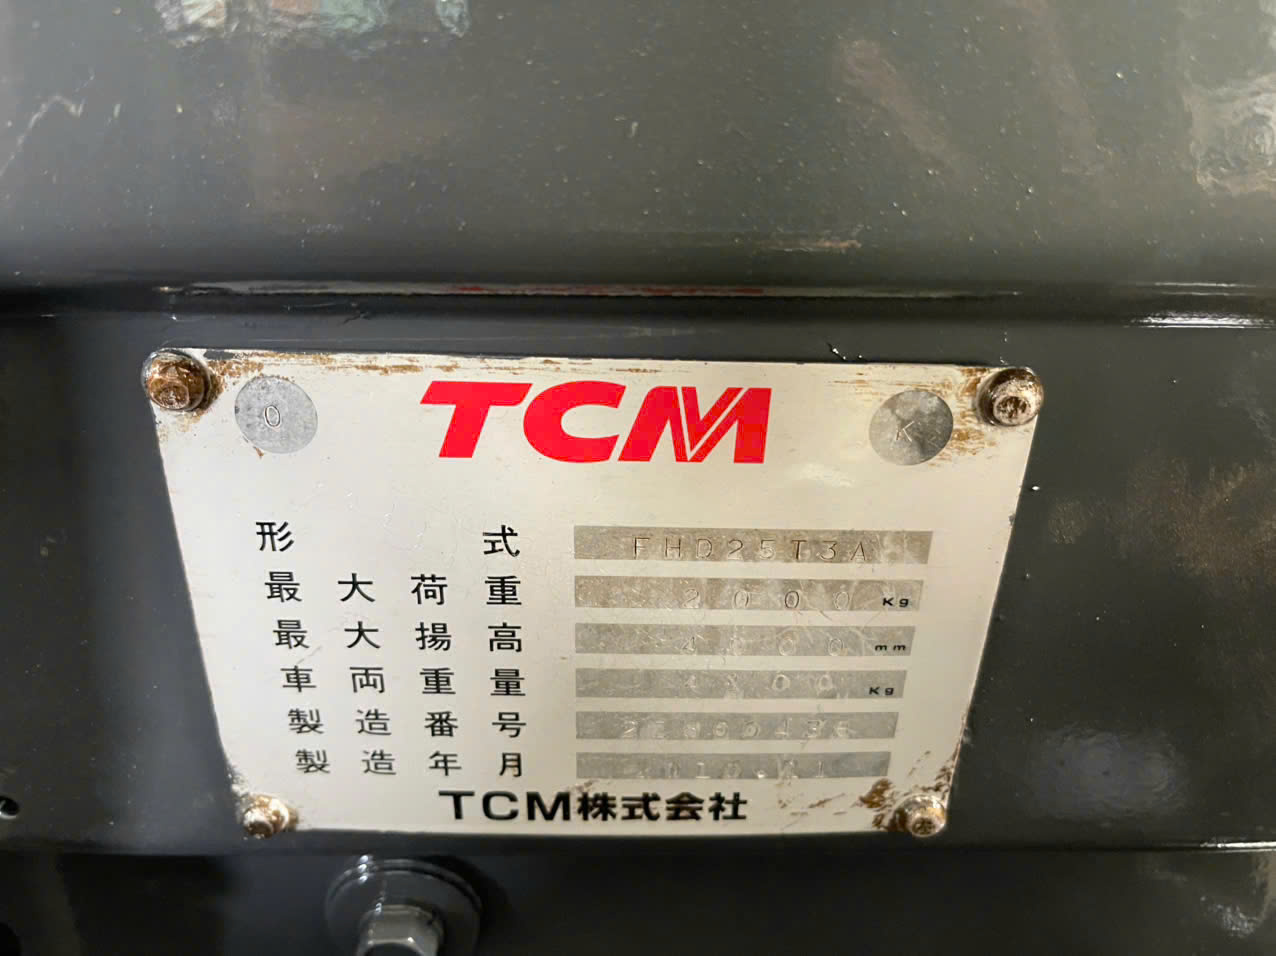 TCM
O K
形式 FHD25T3A
最大荷重 2000 Kg
最大揚高 mm
車両重量 Kg
製造番号
製造年月
TCM株式会社